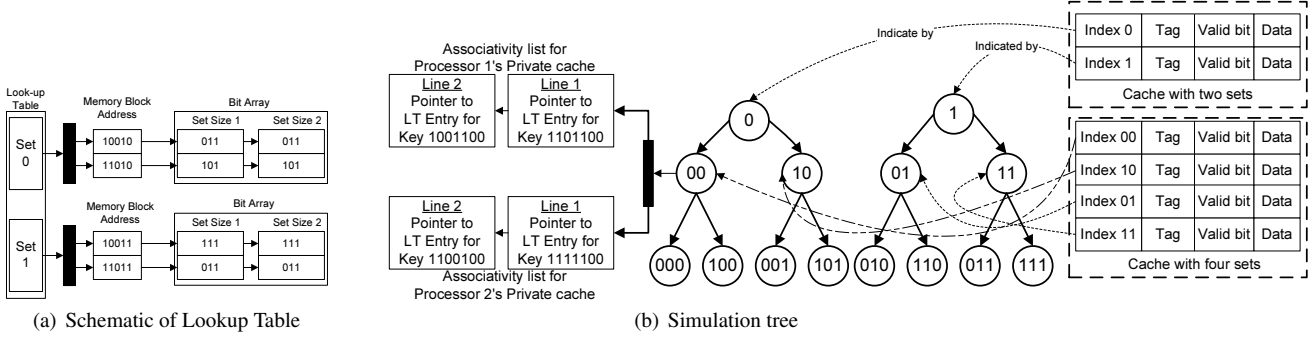 Look-up
Table
Set
0
Set
1
Memory Block
Address
10010
11010
Bit Array
Set Size 1
Set Size 2
011
011
101
101
Memory Block
Address
10011
11011
Bit Array
Set Size 1
Set Size 2
111
111
011
011
(a) Schematic of Lookup Table
Associativity list for
Processor 1's Private cache
Line 2
Pointer to
LT Entry for
Key 1001100
Line 1
Pointer to
LT Entry for
Key 1101100
Line 2
Pointer to
LT Entry for
Key 1100100
Line 1
Pointer to
LT Entry for
Key 1111100
Associativity list for
Processor 2's Private cache
Indicate by
Indicated by
0
1
00
10
01
11
000
100
001
101
010
110
011
111
Index 0 Tag Valid bit Data
Index 1 Tag Valid bit Data
Cache with two sets
Index 00 Tag Valid bit Data
Index 10 Tag Valid bit Data
Index 01 Tag Valid bit Data
Index 11 Tag Valid bit Data
Cache with four sets
(b) Simulation tree